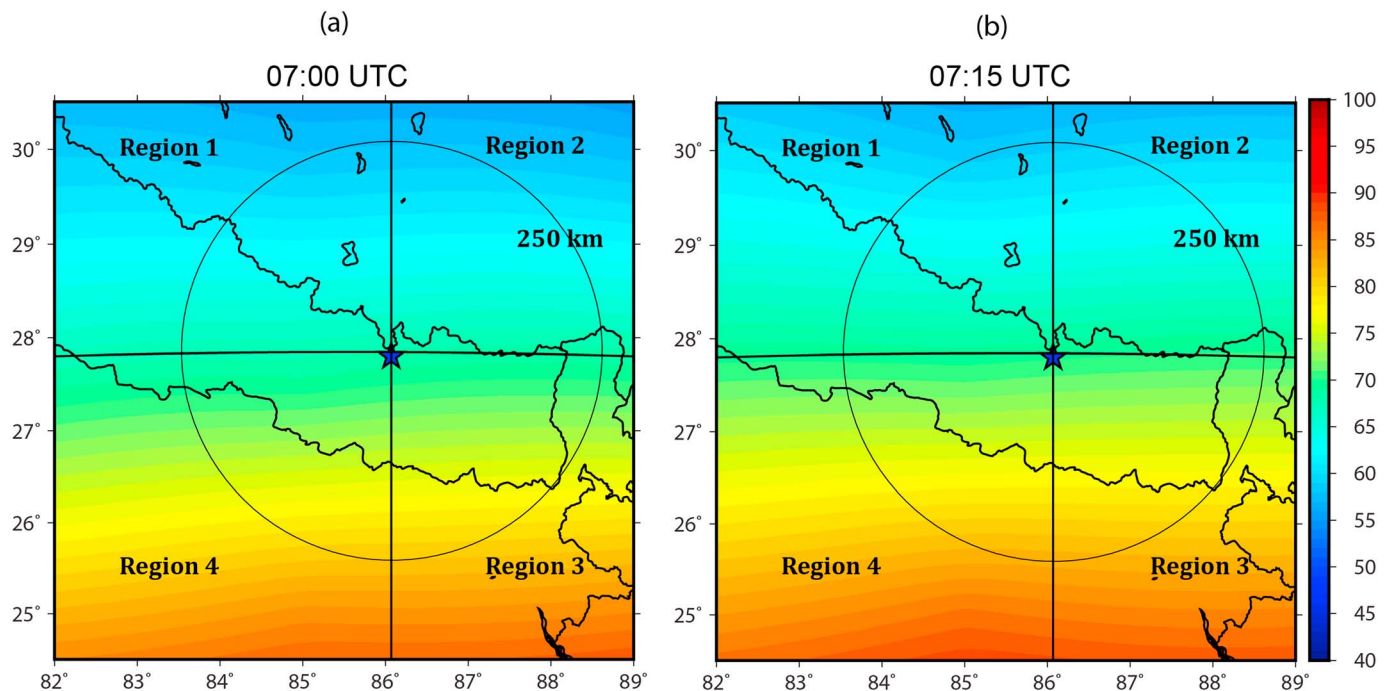 (a)
(b)
07:00 UTC
07:15 UTC
Region 1
Region 2
250 km
Region 4
Region 3
30°
29°
28°
27°
26°
25°
82°
83°
84°
85°
86°
87°
88°
89°
Region 1
Region 2
250 km
Region 4
Region 3
30°
29°
28°
27°
26°
25°
82°
83°
84°
85°
86°
87°
88°
89°
100
95
90
85
80
75
70
65
60
55
50
45
40